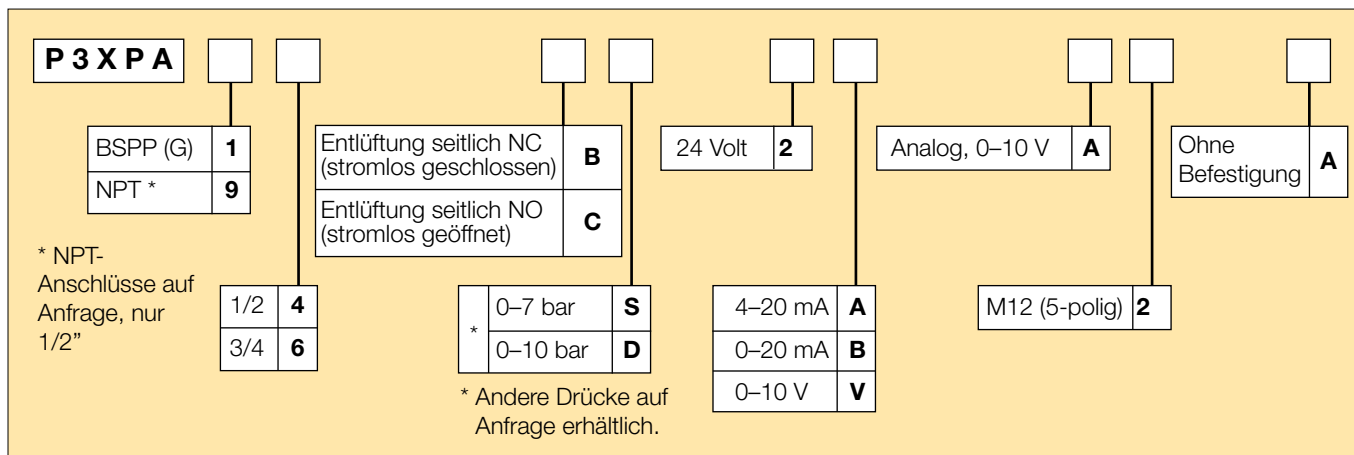 P3XPA
BSPP (G) 1
NPT * 9
* NPT-
Anschlüsse auf
Anfrage, nur
1/2”
1/2 4
3/4 6
Entlüftung seitlich NC
(stromlos geschlossen) B
Entlüftung seitlich NO
(stromlos geöffnet) C
* 0–7 bar S
0–10 bar D
* Andere Drücke auf
Anfrage erhältlich.
24 Volt 2
4–20 mA A
0–20 mA B
0–10 V V
Analog, 0–10 V A
M12 (5-polig) 2
Ohne
Befestigung A